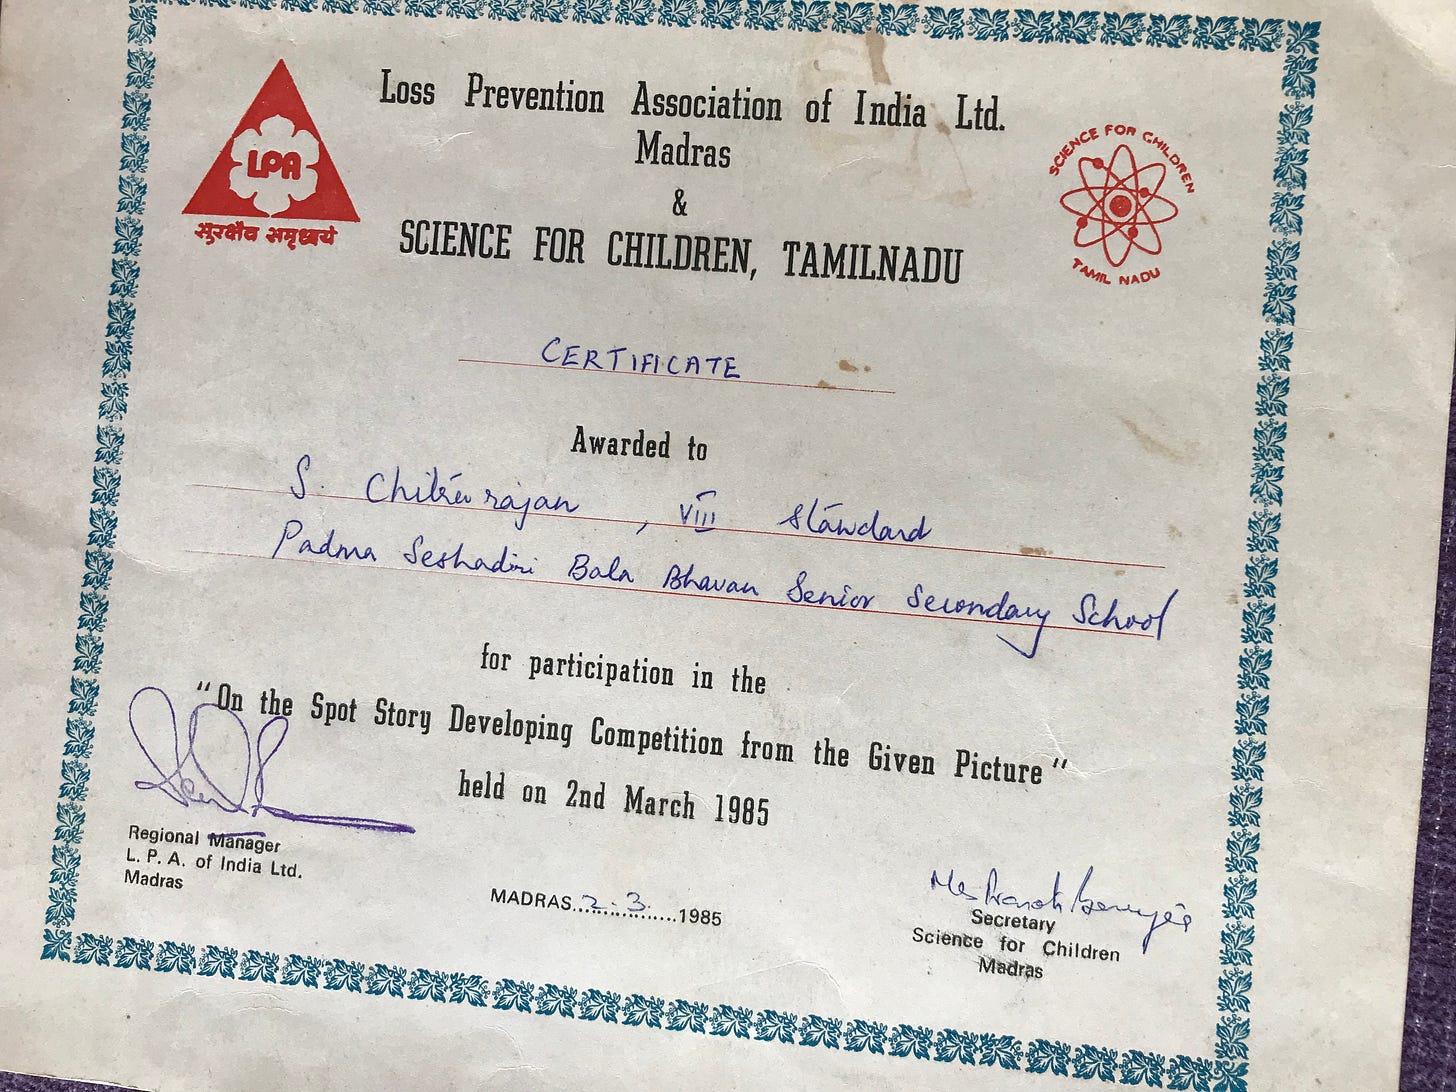 Loss Prevention Association of India Ltd.
Madras
&
SCIENCE FOR CHILDREN, TAMILNADU
LPA
सुरक्षैव समृध्धये
SCIENCE FOR CHILDREN
TAMIL NADU
CERTIFICATE
Awarded to
S. Chitra rajan, VIII Standard
Padma Seshadiri Bala Bhavan Senior Secondary School
for participation in the
"On the Spot Story Developing Competition from the Given Picture"
held on 2nd March 1985
Regional Manager
L. P. A. of India Ltd.
Madras
MADRAS...2-3...1985
Secretary
Science for Children
Madras